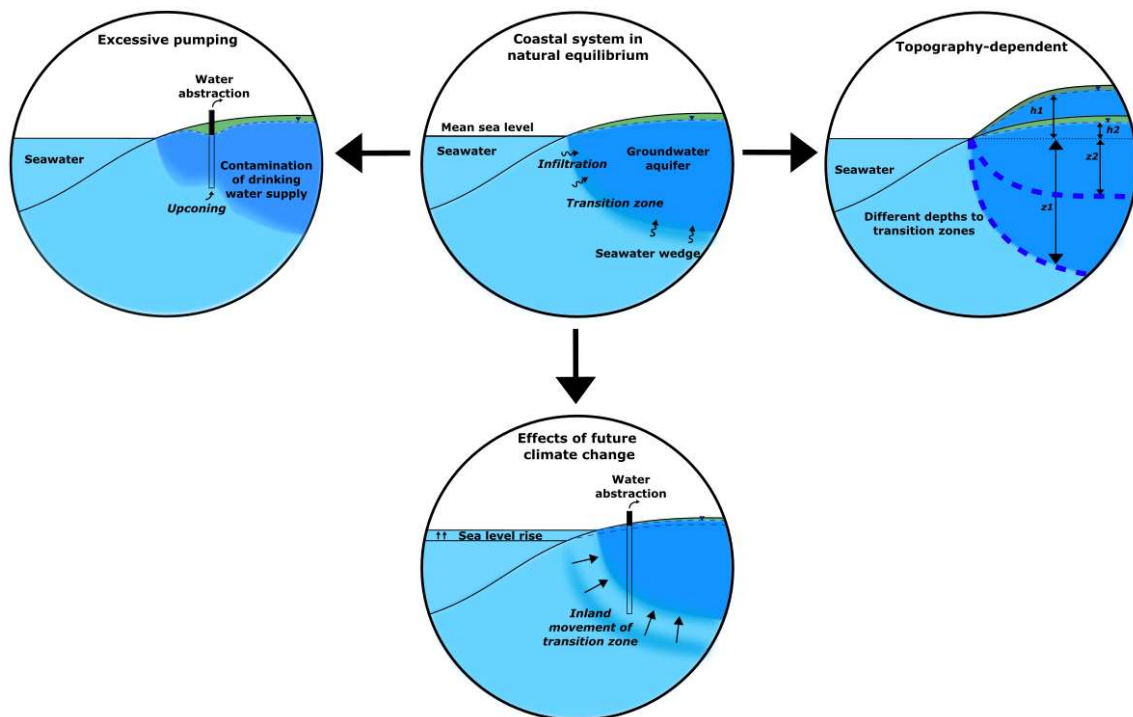 Excessive pumping
Water
abstraction
Seawater
Contamination
of drinking
water supply
Upconing
Coastal system in
natural equilibrium
Mean sea level
Seawater
Infiltration
Groundwater
aquifer
Transition zone
Seawater wedge
Topography-dependent
h1
h2
Seawater
z2
z1
Different depths to
transition zones
Effects of future
climate change
Water
abstraction
Sea level rise
Inland
movement of
transition zone